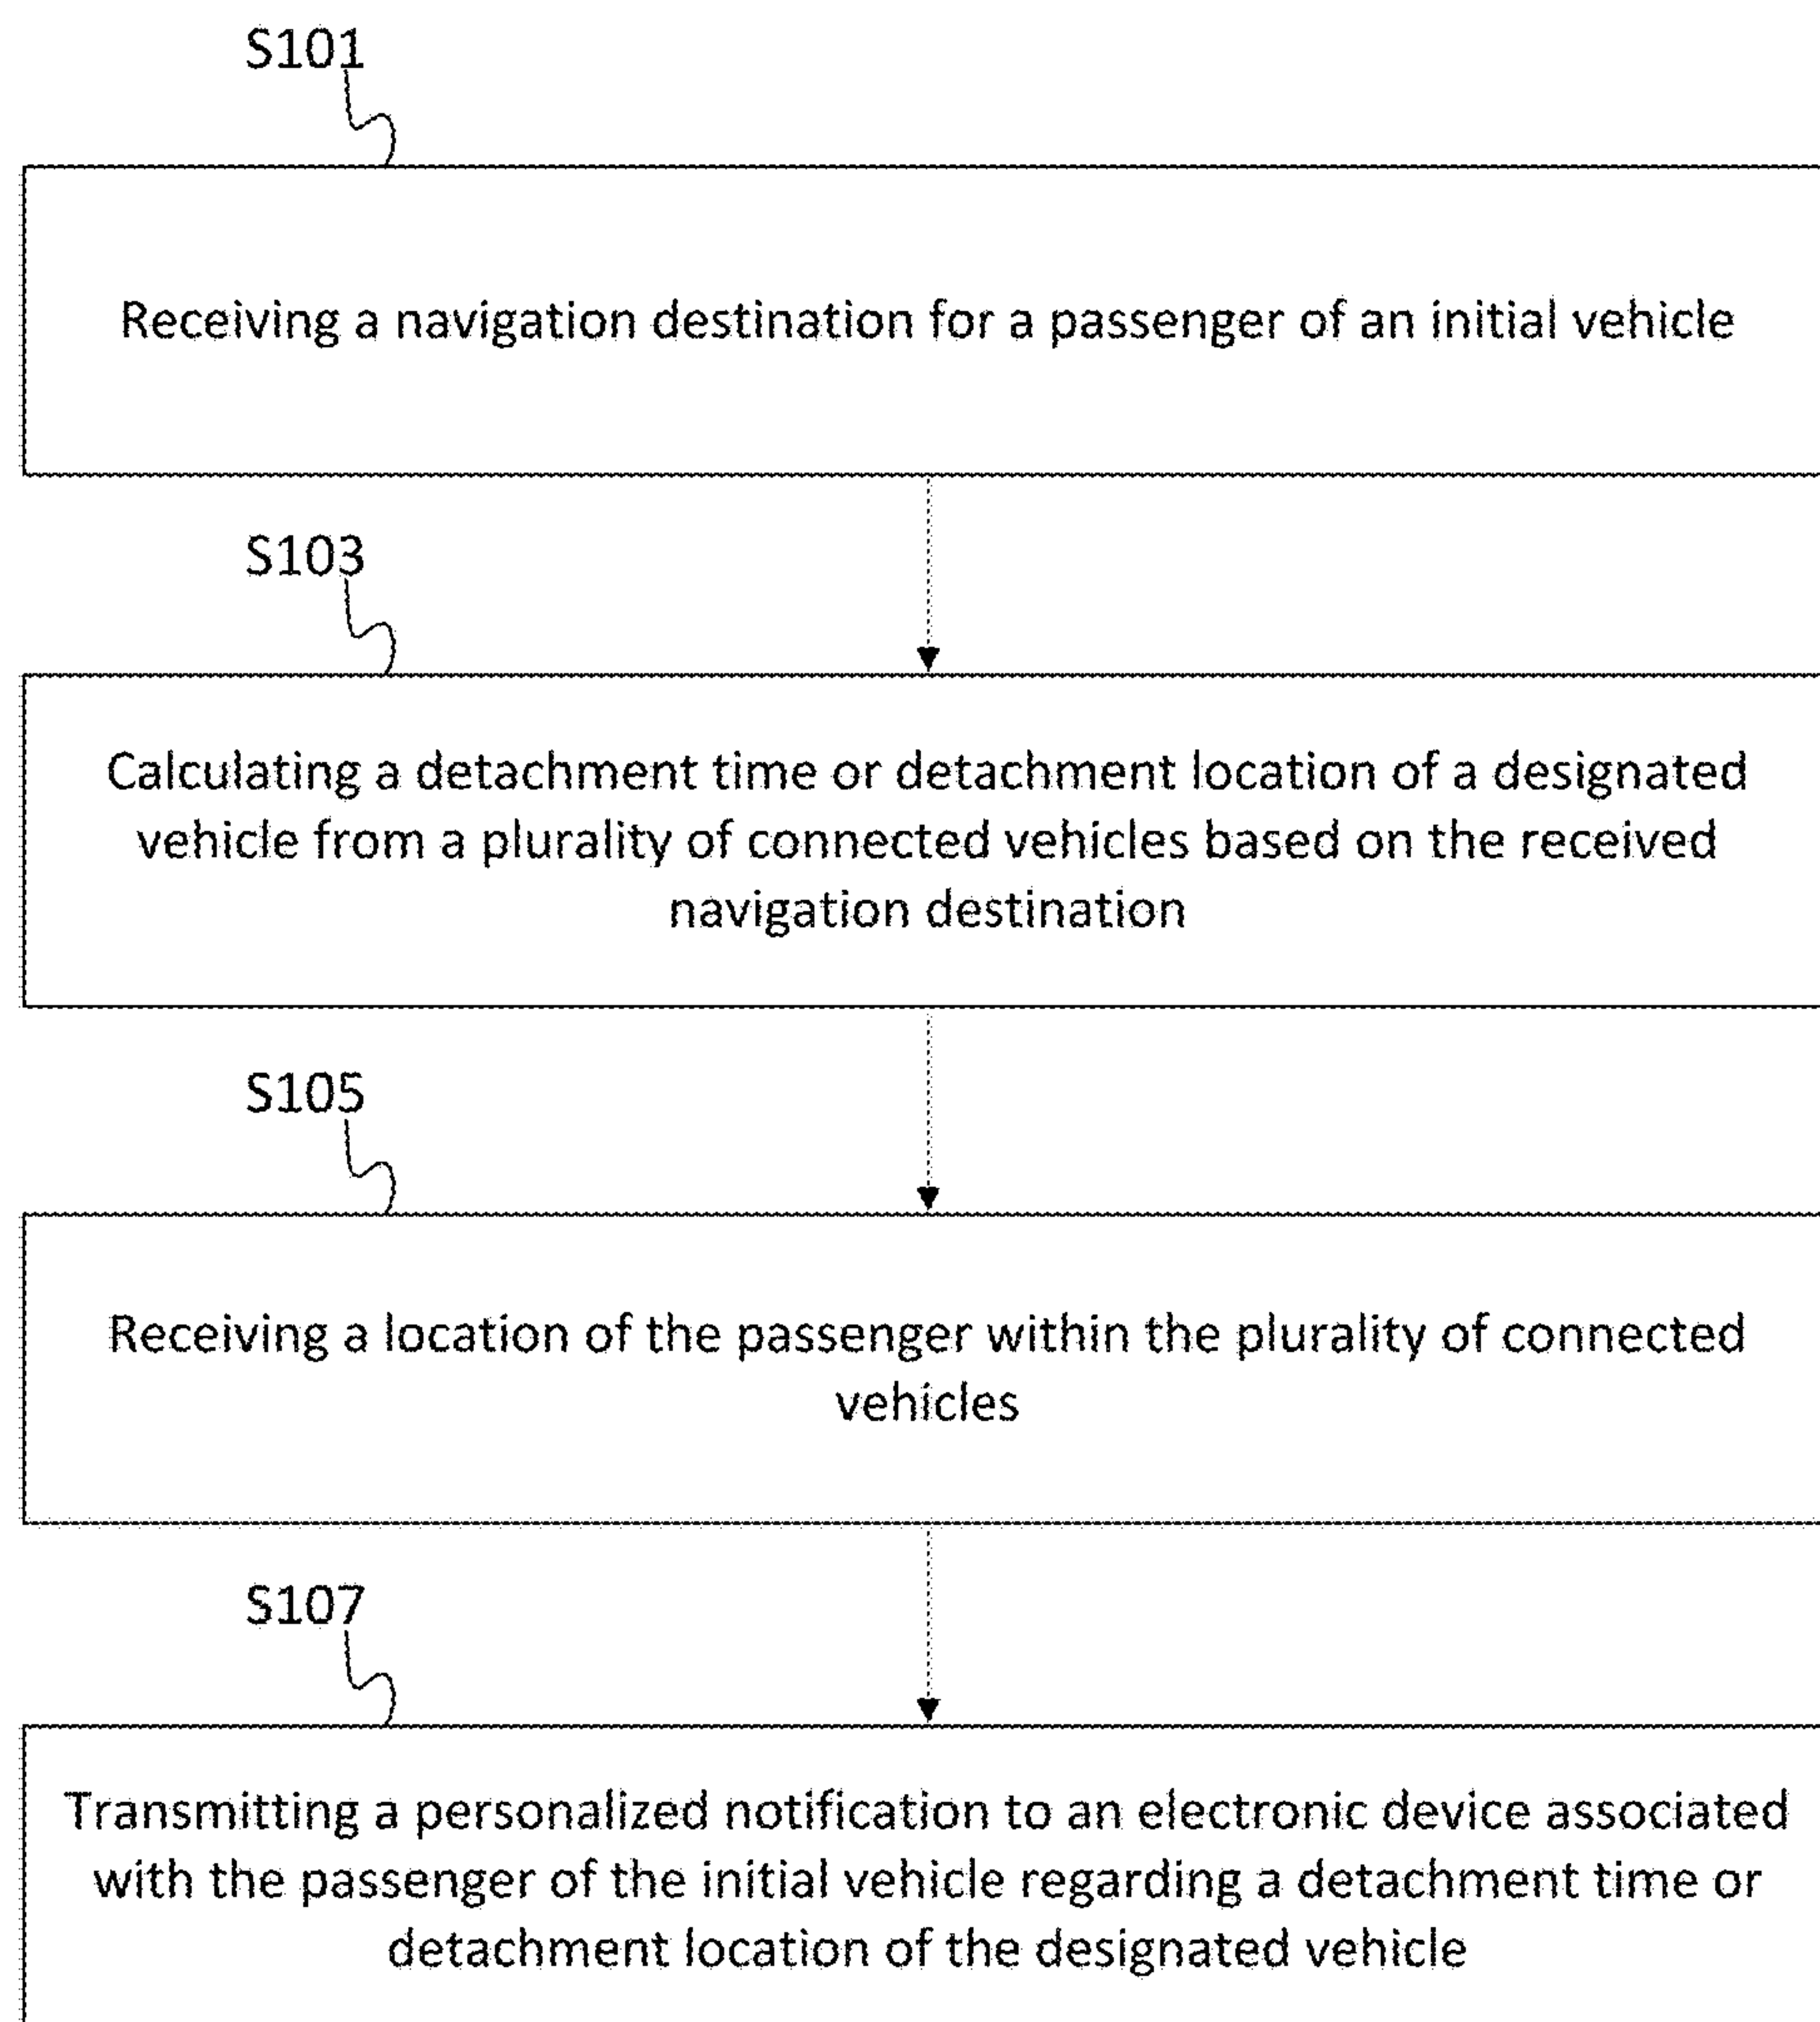 S101
Receiving a navigation destination for a passenger of an initial vehicle
S103
Calculating a detachment time or detachment location of a designated
vehicle from a plurality of connected vehicles based on the received
navigation destination
S105
Receiving a location of the passenger within the plurality of connected
vehicles
S107
Transmitting a personalized notification to an electronic device associated
with the passenger of the initial vehicle regarding a detachment time or
detachment location of the designated vehicle